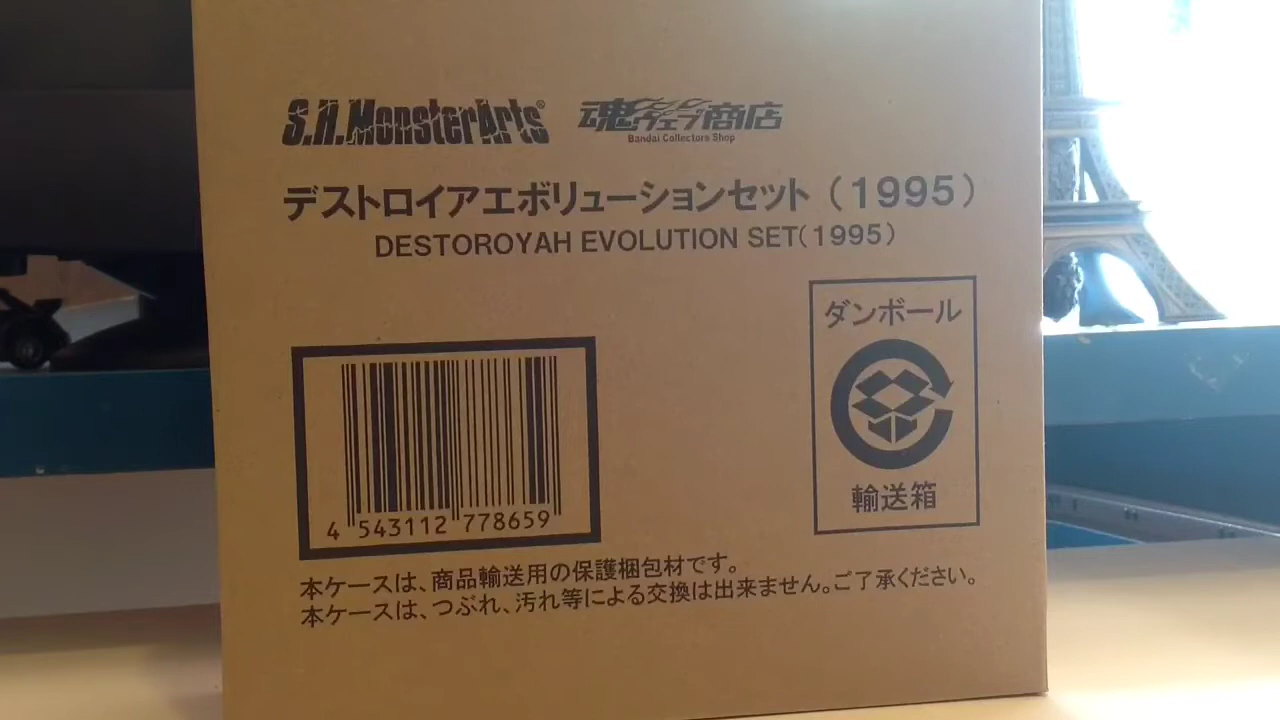 S.H.MonsterArts® 魂ウェブ商店
Bandai Collectors Shop
デストロイアエボリューションセット（1995）
DESTOROYAH EVOLUTION SET(1995)
ダンボール
輸送箱
4 543112 778659
本ケースは、商品輸送用の保護梱包材です。
本ケースは、つぶれ、汚れ等による交換は出来ません。ご了承ください。